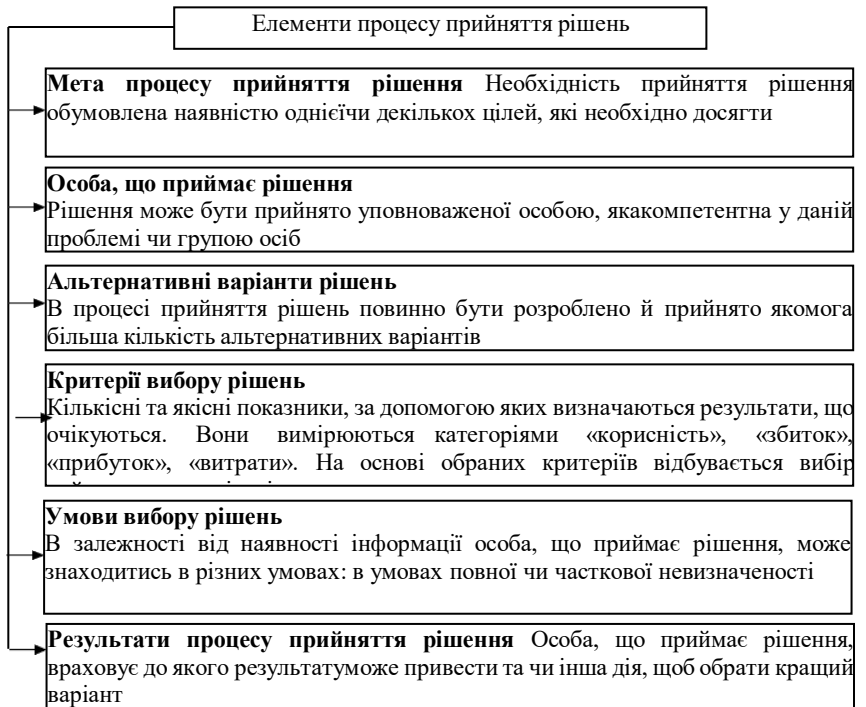 Елементи процесу прийняття рішень
Мета процесу прийняття рішення Необхідність прийняття рішення
обумовлена наявністю однієїчи декількох цілей, які необхідно досягти
Особа, що приймає рішення
Рішення може бути прийнято уповноваженої особою, якакомпетентна у даній
проблемі чи групою осіб
Альтернативні варіанти рішень
В процесі прийняття рішень повинно бути розроблено й прийнято якомога
більша кількість альтернативних варіантів
Критерії вибору рішень
Кількісні та якісні показники, за допомогою яких визначаються результати, що
очікуються. Вони вимірюються категоріями «корисність», «збиток»,
«прибуток», «витрати». На основі обраних критеріїв відбувається вибір
Умови вибору рішень
В залежності від наявності інформації особа, що приймає рішення, може
знаходитись в різних умовах: в умовах повної чи часткової невизначеності
Результати процесу прийняття рішення Особа, що приймає рішення,
враховує до якого результатуможе привести та чи інша дія, щоб обрати кращий
варіант